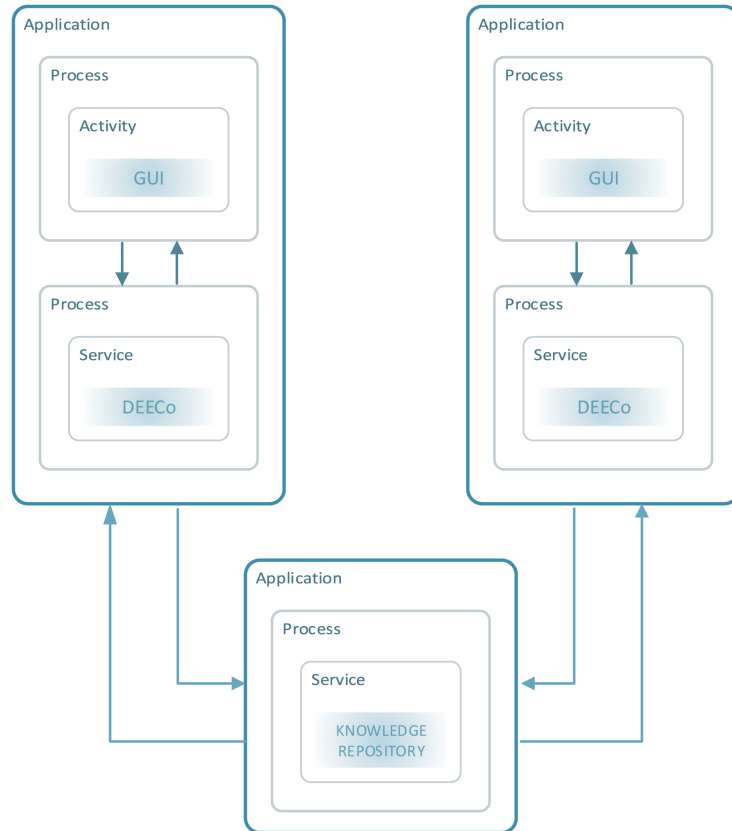 Application
Process
Activity
GUI
Process
Service
DEECo
Application
Process
Activity
GUI
Process
Service
DEECo
Application
Process
Service
KNOWLEDGE
REPOSITORY